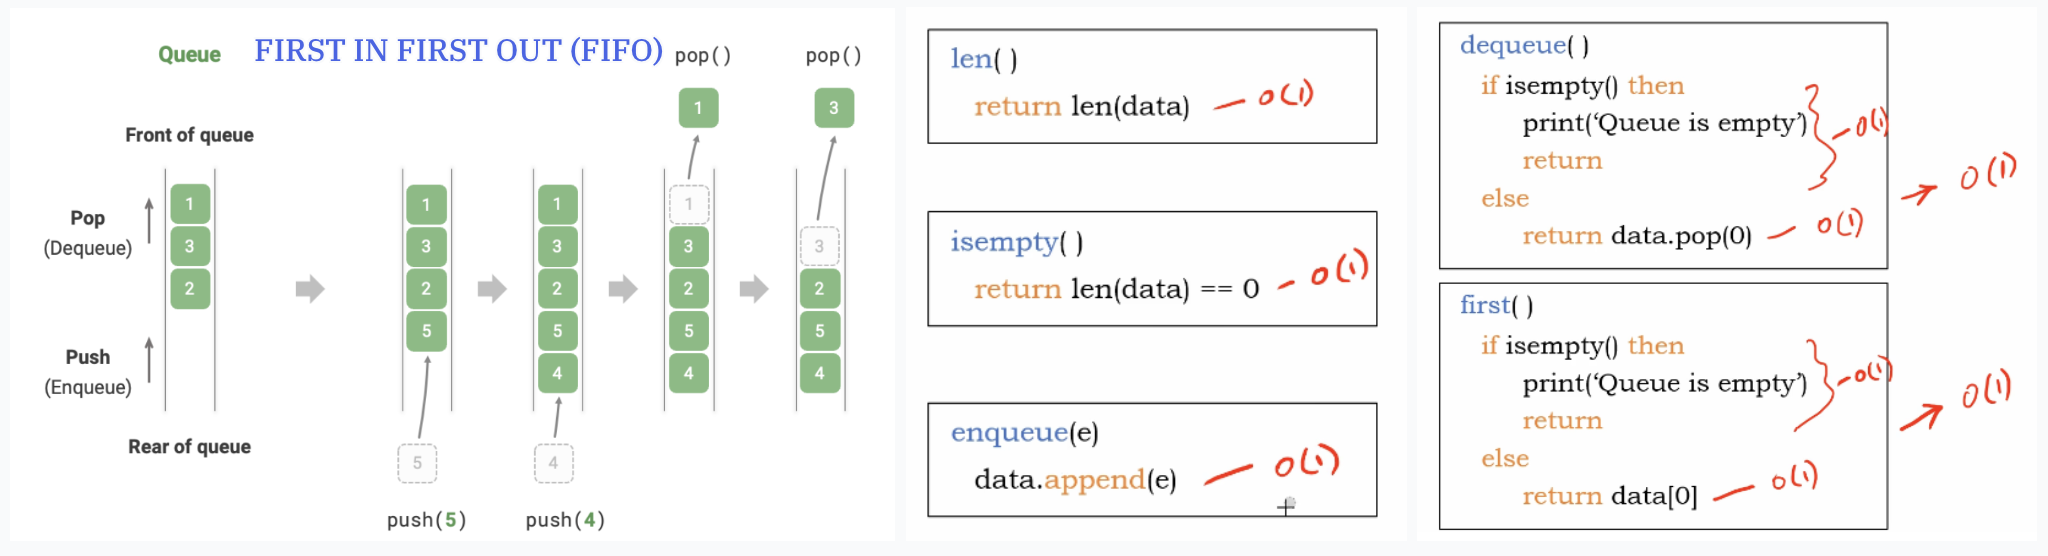 Queue FIRST IN FIRST OUT (FIFO)
pop() pop()
1 3
Front of queue
1 1 1 1
Pop
(Dequeue)
3 3 3 3 3
2 2 2 2 2
5 5 5 5
4 4 4
Push
(Enqueue)
Rear of queue
5 4
push(5) push(4)
len( )
return len(data) – O(1)
isempty( )
return len(data) == 0 – O(1)
enqueue(e)
data.append(e) – O(1)
dequeue( )
if isempty() then
print(‘Queue is empty’) – O(1)
return
else
return data.pop(0) – O(1)
→ O(1)
first( )
if isempty() then
print(‘Queue is empty’) – O(1)
return
else
return data[0] – O(1)
→ O(1)